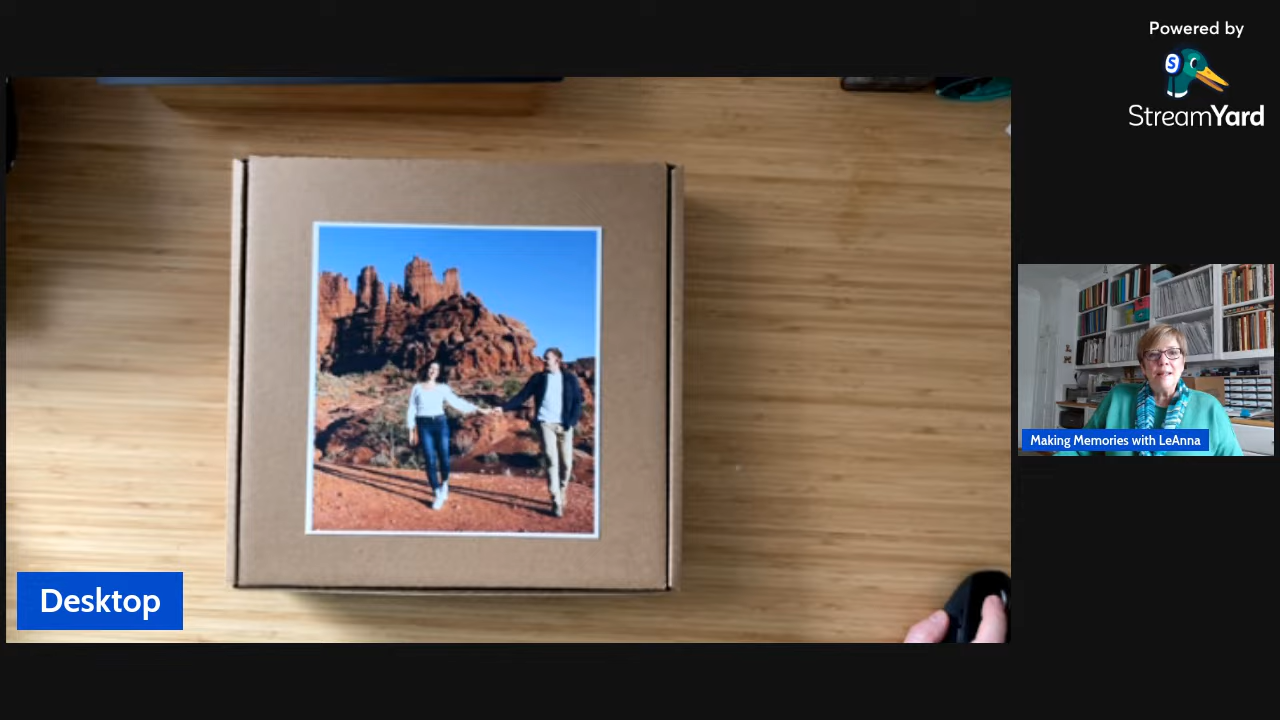 Powered by
S
StreamYard
Making Memories with LeAnna
Desktop